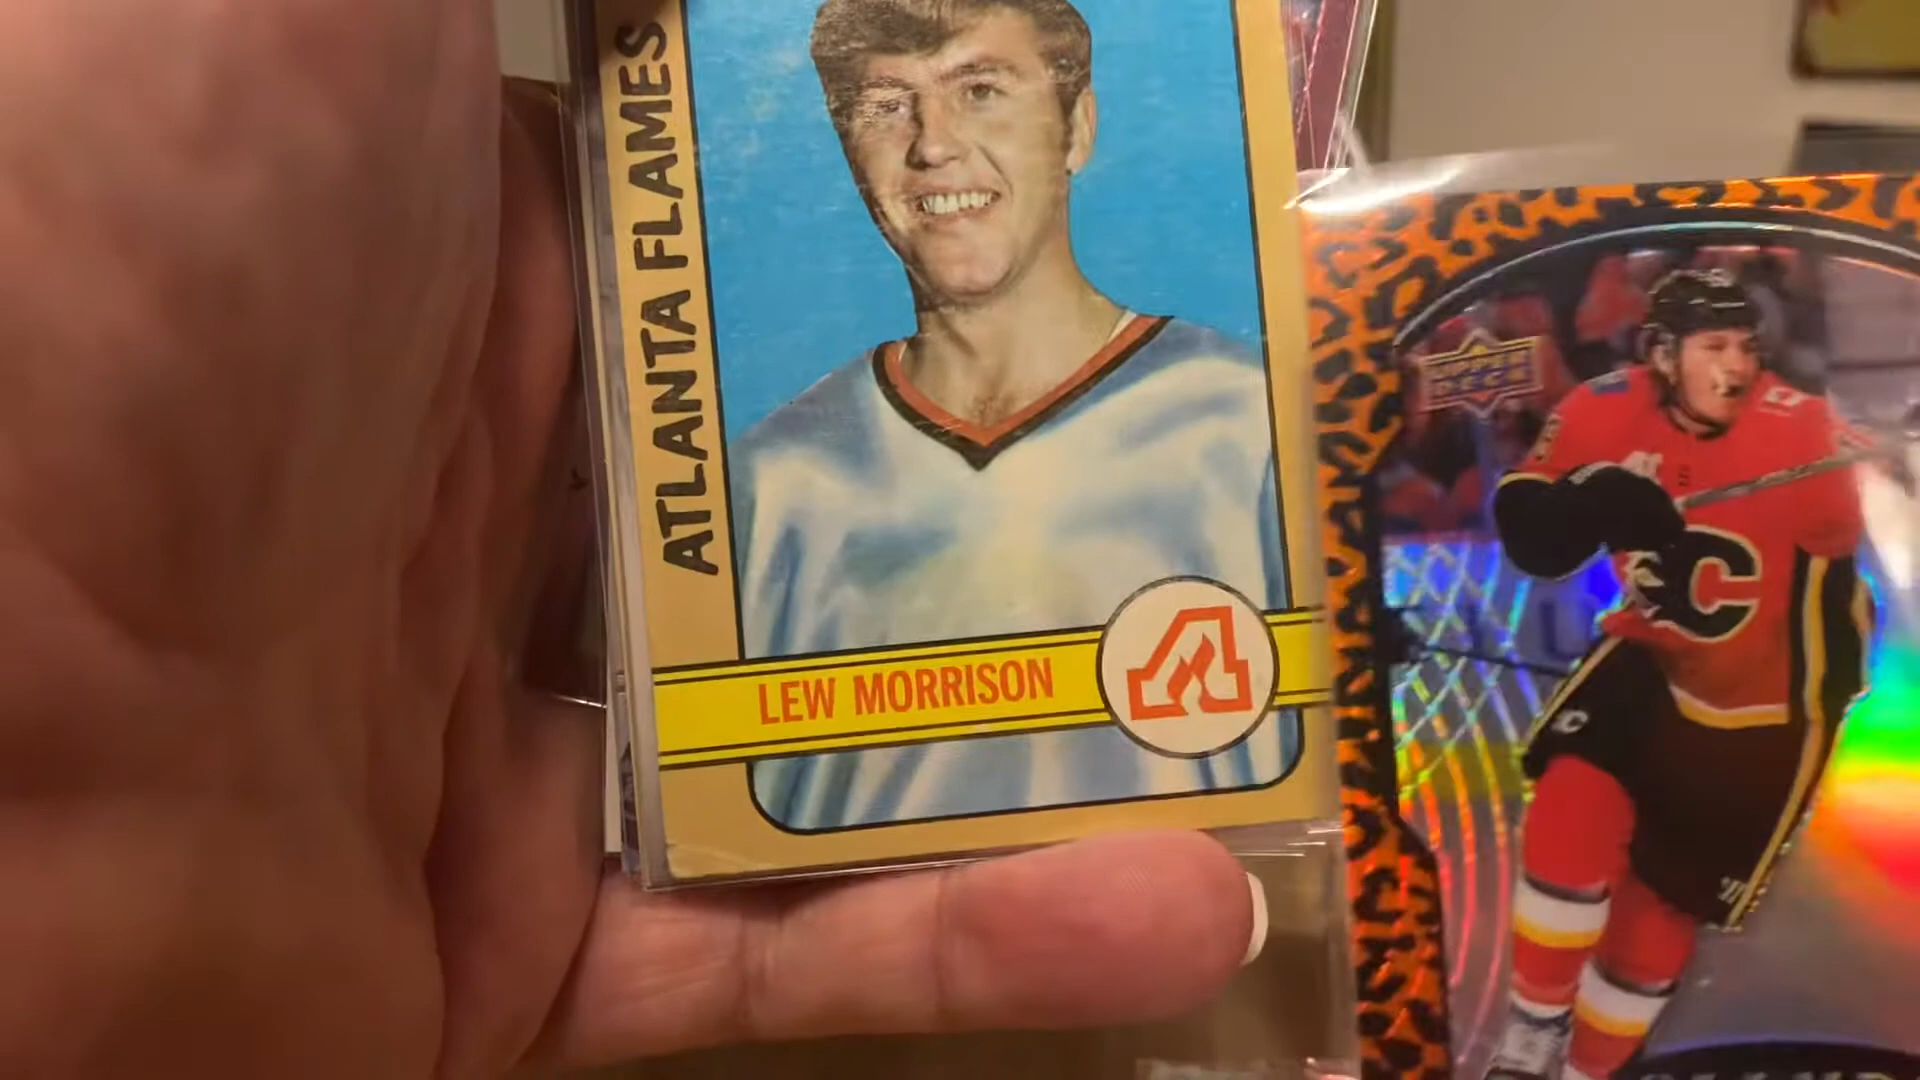 ATLANTA FLAMES
LEW MORRISON
UPPER
DECK
C